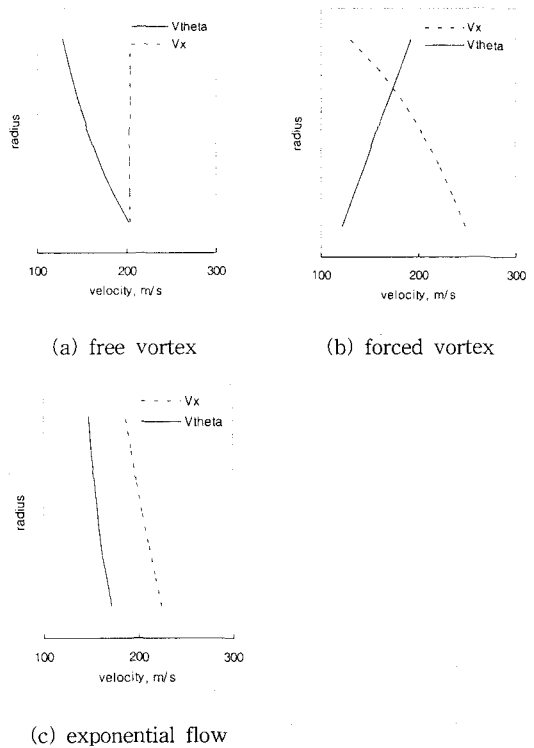 Vtheta
Vx
radius
100 200 300
velocity, m/s
(a) free vortex
Vx
Vtheta
radius
100 200 300
velocity, m/s
(b) forced vortex
Vx
Vtheta
radius
100 200 300
velocity, m/s
(c) exponential flow